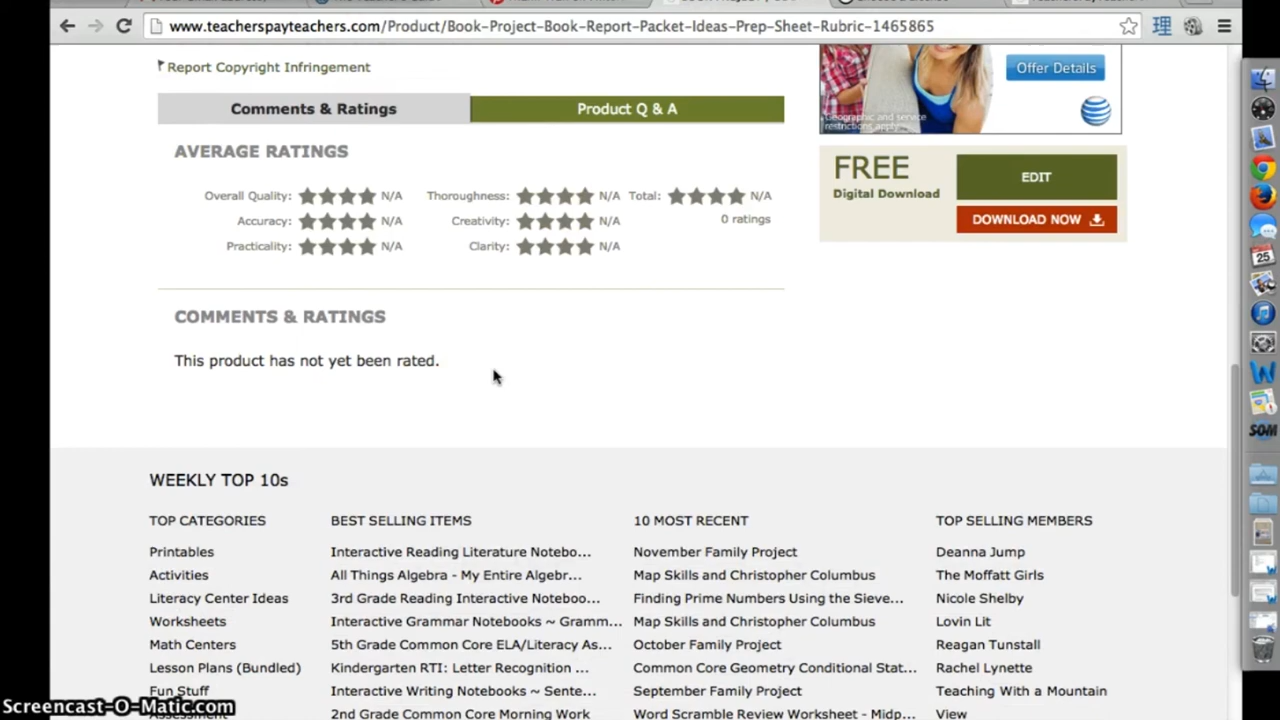 www.teacherspayteachers.com/Product/Book-Project-Book-Report-Packet-Ideas-Prep-Sheet-Rubric-1465865
理
Report Copyright Infringement
Offer Details
Geographic and service
restrictions apply.
Comments & Ratings
Product Q & A
AVERAGE RATINGS
FREE
Digital Download
EDIT
DOWNLOAD NOW
Overall Quality: N/A Thoroughness: N/A Total: N/A
Accuracy: N/A Creativity: N/A 0 ratings
Practicality: N/A Clarity: N/A
25
COMMENTS & RATINGS
This product has not yet been rated.
SOM
WEEKLY TOP 10s
TOP CATEGORIES BEST SELLING ITEMS 10 MOST RECENT TOP SELLING MEMBERS
Printables Interactive Reading Literature Notebo... November Family Project Deanna Jump
Activities All Things Algebra - My Entire Algebr... Map Skills and Christopher Columbus The Moffatt Girls
Literacy Center Ideas 3rd Grade Reading Interactive Noteboo... Finding Prime Numbers Using the Sieve... Nicole Shelby
Worksheets Interactive Grammar Notebooks ~ Gramm... Map Skills and Christopher Columbus Lovin Lit
Math Centers 5th Grade Common Core ELA/Literacy As... October Family Project Reagan Tunstall
Lesson Plans (Bundled) Kindergarten RTI: Letter Recognition ... Common Core Geometry Conditional Stat... Rachel Lynette
Fun Stuff Interactive Writing Notebooks ~ Sente... September Family Project Teaching With a Mountain
View
2nd Grade Common Core Morning Work Word Scramble Review Worksheet - Midp...
Screencast-O-Matic.com